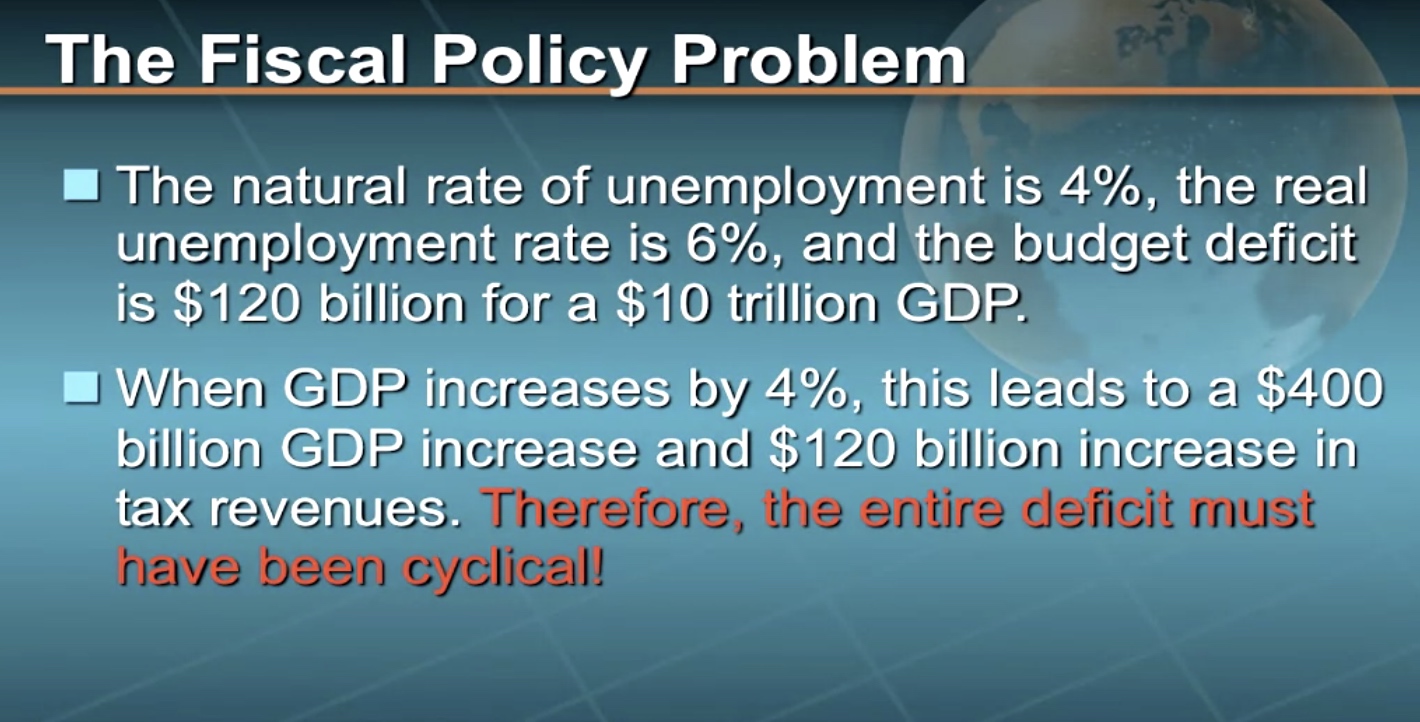 The Fiscal Policy Problem
The natural rate of unemployment is 4%, the real
unemployment rate is 6%, and the budget deficit
is $120 billion for a $10 trillion GDP.
When GDP increases by 4%, this leads to a $400
billion GDP increase and $120 billion increase in
tax revenues. Therefore, the entire deficit must
have been cyclical!